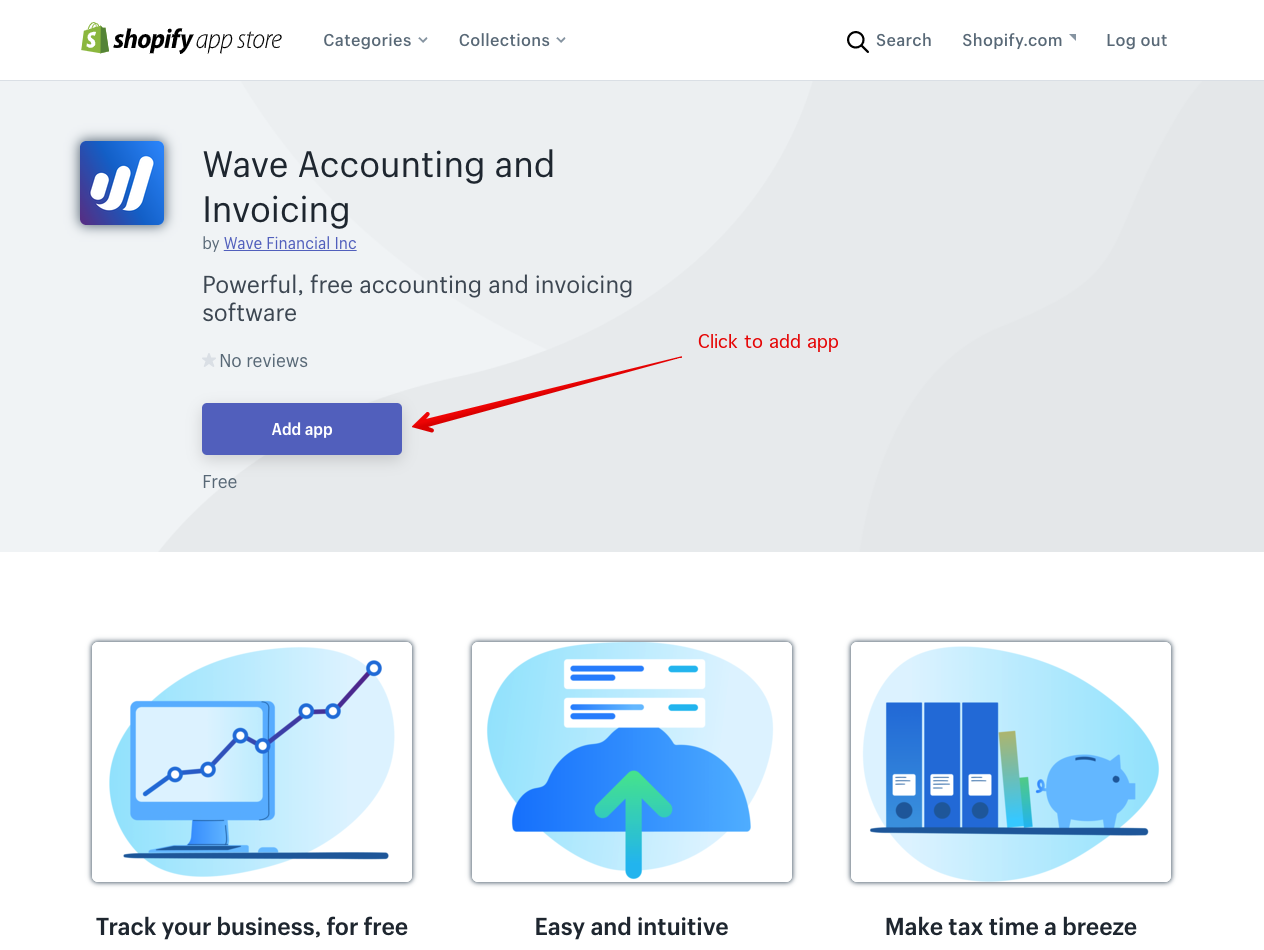 shopify app store
Categories
Collections
Search
Shopify.com
Log out
Wave Accounting and
Invoicing
by Wave Financial Inc
Powerful, free accounting and invoicing
software
No reviews
Click to add app
Add app
Free
Track your business, for free
Easy and intuitive
Make tax time a breeze